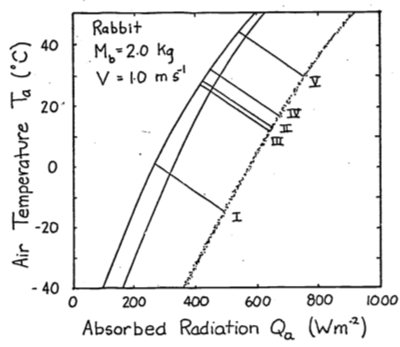 Rabbit
M_b = 2.0 Kg
V = 1.0 m s⁻¹
Air Temperature T_a (°C)
40
20
0
-20
-40
V
IV
II
III
I
0 200 400 600 800 1000
Absorbed Radiation Q_a (Wm⁻²)